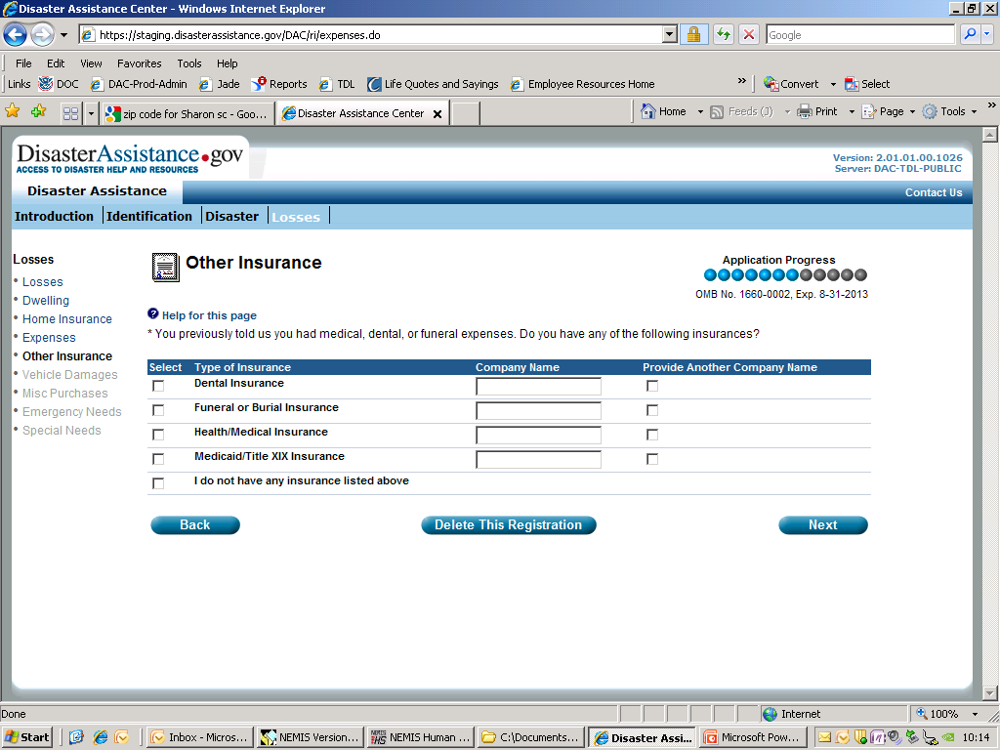 Disaster Assistance Center - Windows Internet Explorer
https://staging.disasterassistance.gov/DAC/ri/expenses.do
Google
File Edit View Favorites Tools Help
Links DOC DAC-Prod-Admin Jade Reports TDL Life Quotes and Sayings Employee Resources Home » Convert Select
zip code for Sharon sc - Goo... Disaster Assistance Center Home Feeds (J) Print Page Tools »
DisasterAssistance.gov
ACCESS TO DISASTER HELP AND RESOURCES
Version: 2.01.01.00.1026
Server: DAC-TDL-PUBLIC
Disaster Assistance
Contact Us
Introduction Identification Disaster Losses
Losses
• Losses
• Dwelling
• Home Insurance
• Expenses
• Other Insurance
• Vehicle Damages
• Misc Purchases
• Emergency Needs
• Special Needs
Other Insurance
Application Progress
OMB No. 1660-0002, Exp. 8-31-2013
? Help for this page
* You previously told us you had medical, dental, or funeral expenses. Do you have any of the following insurances?
Select Type of Insurance Company Name Provide Another Company Name
Dental Insurance
Funeral or Burial Insurance
Health/Medical Insurance
Medicaid/Title XIX Insurance
I do not have any insurance listed above
Back Delete This Registration Next
Done Internet 100%
Start Inbox - Micros... NEMIS Version... NEMIS Human ... C:\Documents... Disaster Assi... Microsoft Pow... 10:14